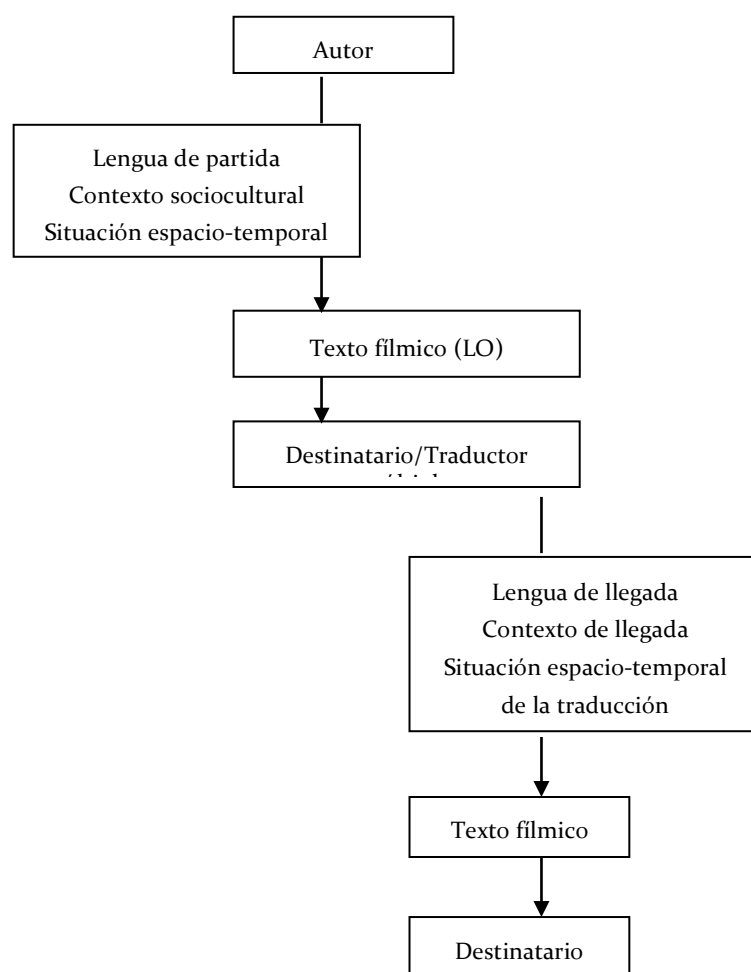 Autor
Lengua de partida
Contexto sociocultural
Situación espacio-temporal
Texto fílmico (LO)
Destinatario/Traductor
Lengua de llegada
Contexto de llegada
Situación espacio-temporal
de la traducción
Texto fílmico
Destinatario